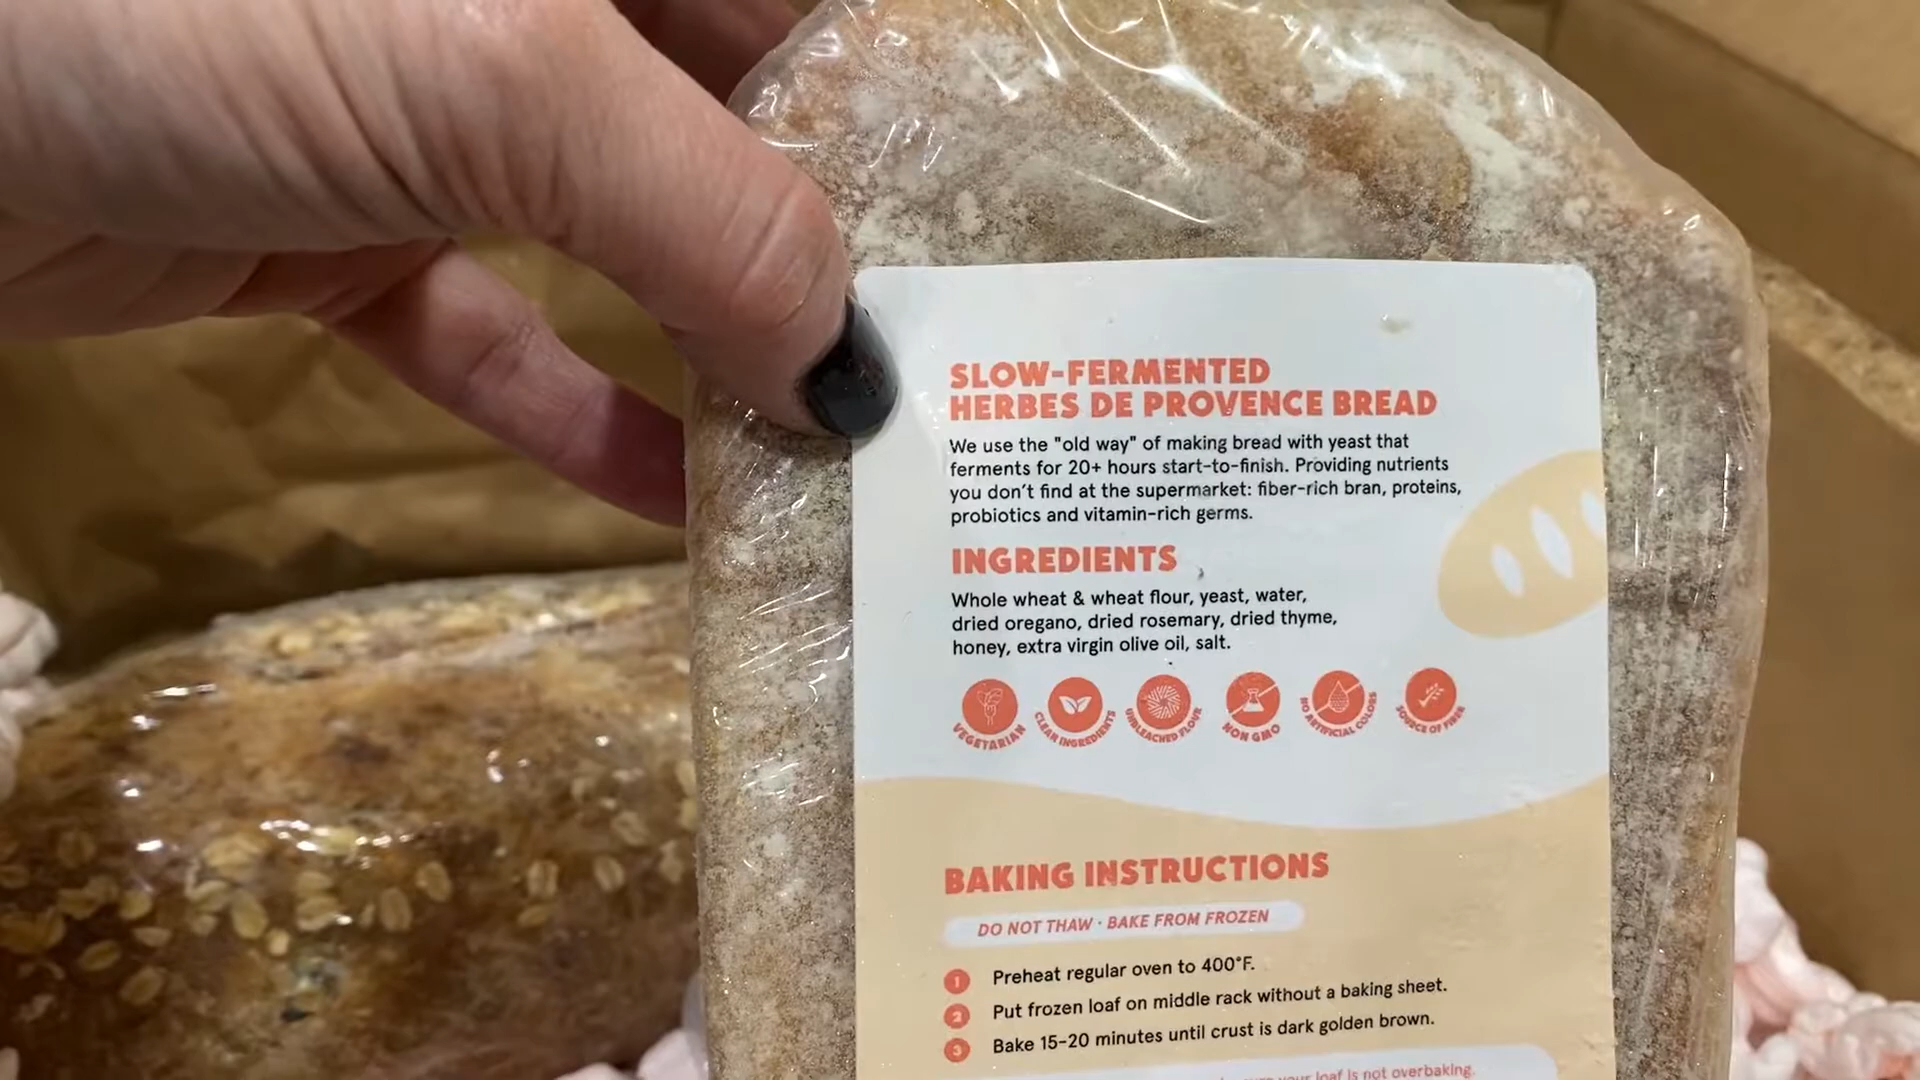 SLOW-FERMENTED
HERBES DE PROVENCE BREAD
We use the "old way" of making bread with yeast that
ferments for 20+ hours start-to-finish. Providing nutrients
you don't find at the supermarket: fiber-rich bran, proteins,
probiotics and vitamin-rich germs.
INGREDIENTS
Whole wheat & wheat flour, yeast, water,
dried oregano, dried rosemary, dried thyme,
honey, extra virgin olive oil, salt.
VEGETARIAN
CLEAN INGREDIENTS
UNBLEACHED FLOUR
NON GMO
NO ARTIFICIAL COLORS
SOURCE OF FIBER
BAKING INSTRUCTIONS
DO NOT THAW · BAKE FROM FROZEN
1 Preheat regular oven to 400°F.
2 Put frozen loaf on middle rack without a baking sheet.
3 Bake 15-20 minutes until crust is dark golden brown.
your loaf is not overbaking.